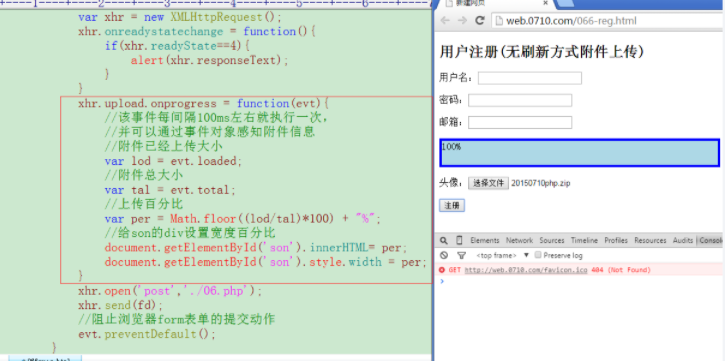 +----1----+----2----+----3----+----4----+----5----+----6----+----7
var xhr = new XMLHttpRequest();
xhr.onreadystatechange = function(){
if(xhr.readyState==4){
alert(xhr.responseText);
}
}
xhr.upload.onprogress = function(evt){
//该事件每间隔100ms左右就执行一次，
//并可以通过事件对象感知附件信息
//附件已经上传大小
var lod = evt.loaded;
//附件总大小
var tal = evt.total;
//上传百分比
var per = Math.floor((lod/tal)*100) + "%";
//给son的div设置宽度百分比
document.getElementById('son').innerHTML= per;
document.getElementById('son').style.width = per;
}
xhr.open('post','./06.php');
xhr.send(fd);
//阻止浏览器form表单的提交动作
evt.preventDefault();
}
新建网页
web.0710.com/066-reg.html
用户注册(无刷新方式附件上传)
用户名：
密码：
邮箱：
100%
头像： 选择文件 20150710php.zip
注册
Elements Network Sources Timeline Profiles Resources Audits Console
<top frame> Preserve log
GET http://web.0710.com/favicon.ico 404 (Not Found)
>